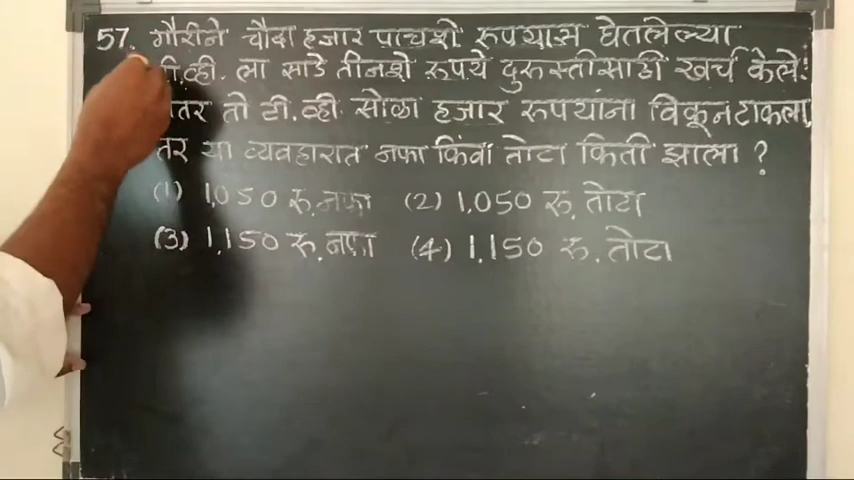 57. गौरीने चौदा हजार पाचशे रुपयास घेतलेल्या
टी.व्ही. ला साडे तीनशे रुपये दुरुस्तीसाठी खर्च केले.
तो टी.व्ही. सोळा हजार रुपयांना विकून टाकला,
तर या व्यवहारात नफा किंवा तोटा किती झाला ?
(1) 1,050 रु. नफा (2) 1,050 रु. तोटा
(3) 1,150 रु. नफा (4) 1,150 रु. तोटा